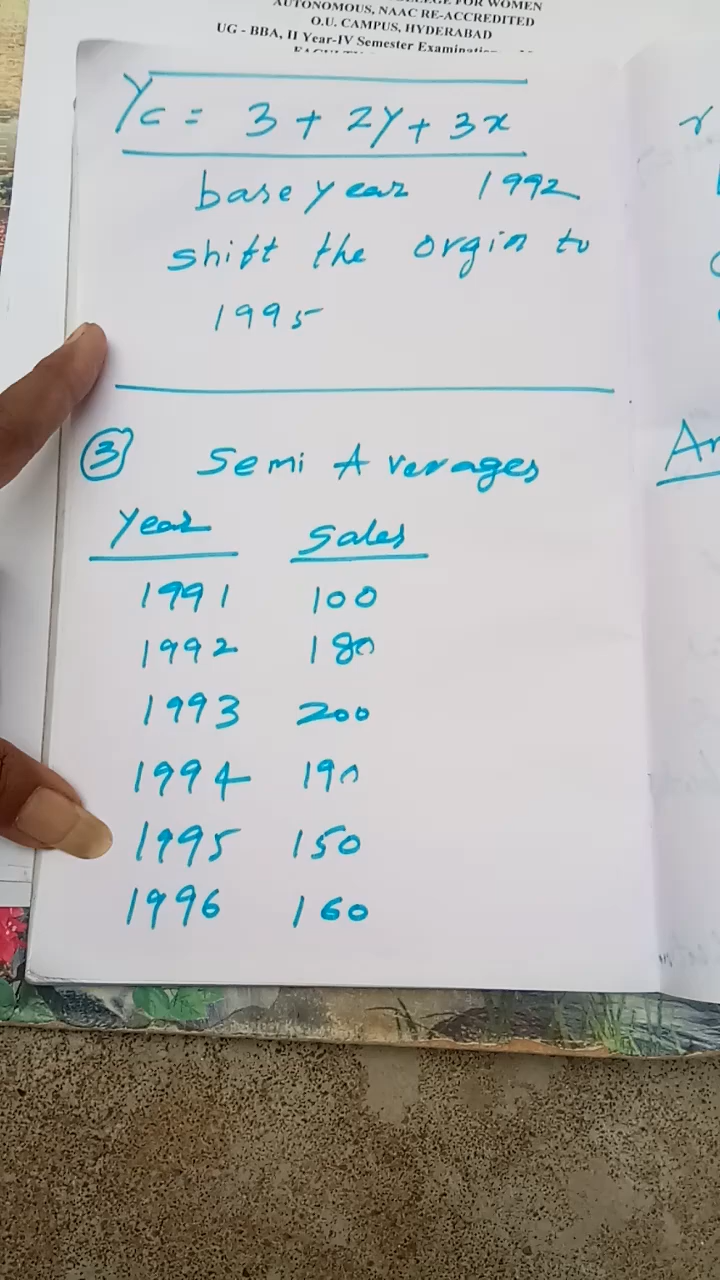 FOR WOMEN
AUTONOMOUS, NAAC RE-ACCREDITED
O.U. CAMPUS, HYDERABAD
UG - BBA, II Year-IV Semester
Yc = 3 + 2Y + 3x
base year 1992
shift the orgin to
1995
3 Semi Averages
Year Sales
1991 100
1992 180
1993 200
1994 190
1995 150
1996 160